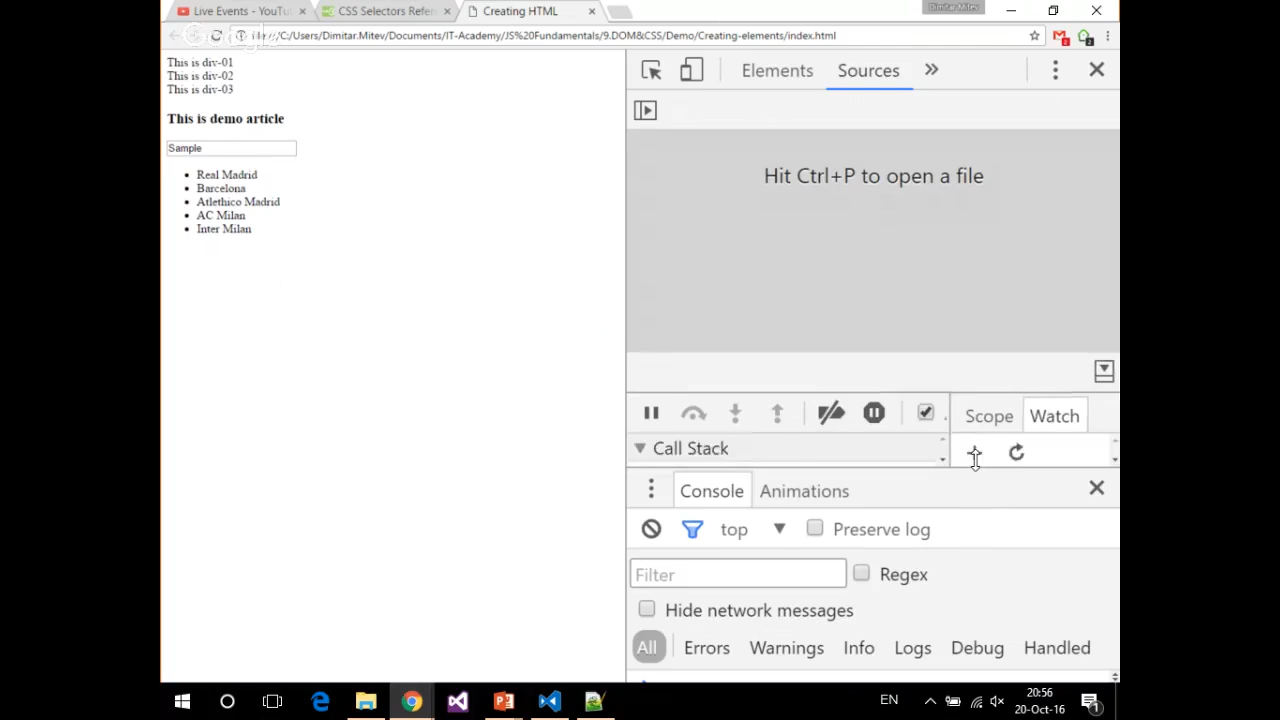 Live Events - YouTu
CSS Selectors Refere
Creating HTML
Dimitar Mitev
C:/Users/Dimitar.Mitev/Documents/IT-Academy/JS%20Fundamentals/9.DOM&CSS/Demo/Creating-elements/index.html
This is div-01
This is div-02
This is div-03
This is demo article
Sample
Real Madrid
Barcelona
Atlethico Madrid
AC Milan
Inter Milan
Elements
Sources
Hit Ctrl+P to open a file
Scope
Watch
Call Stack
Console
Animations
top
Preserve log
Filter
Regex
Hide network messages
All
Errors
Warnings
Info
Logs
Debug
Handled
EN
20:56
20-Oct-16
1